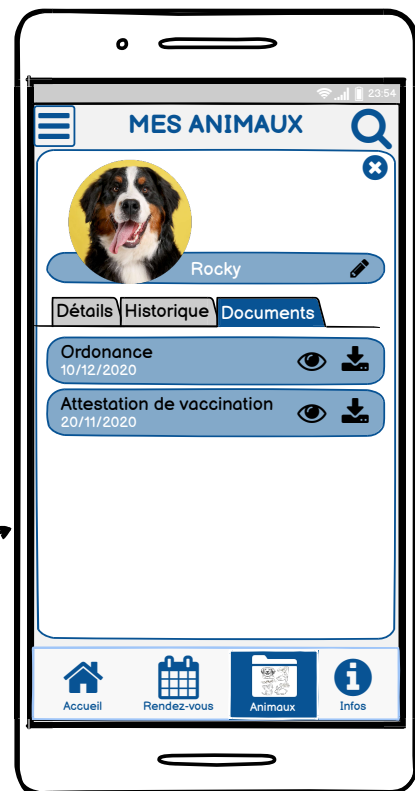 23:54
MES ANIMAUX
Rocky
Détails Historique Documents
Ordonance
10/12/2020
Attestation de vaccination
20/11/2020
Accueil Rendez-vous Animaux Infos